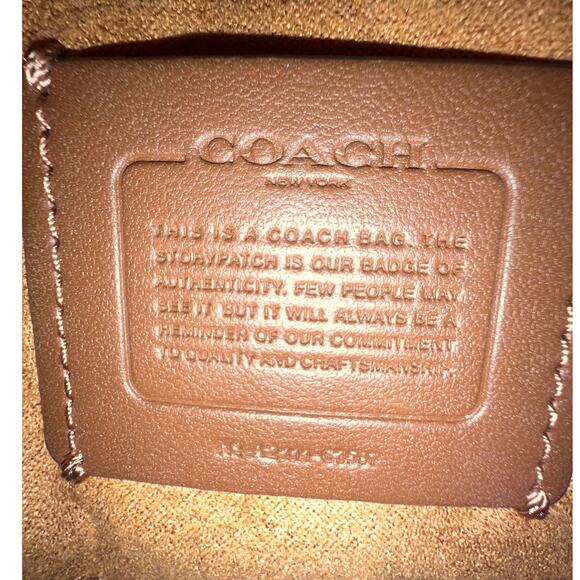 COACH
NEW YORK
THIS IS A COACH BAG. THE
STORYPATCH IS OUR BADGE OF
AUTHENTICITY. FEW PEOPLE MAY
SEE IT BUT IT WILL ALWAYS BE A
REMINDER OF OUR COMMITMENT
TO QUALITY AND CRAFTSMANSHIP.